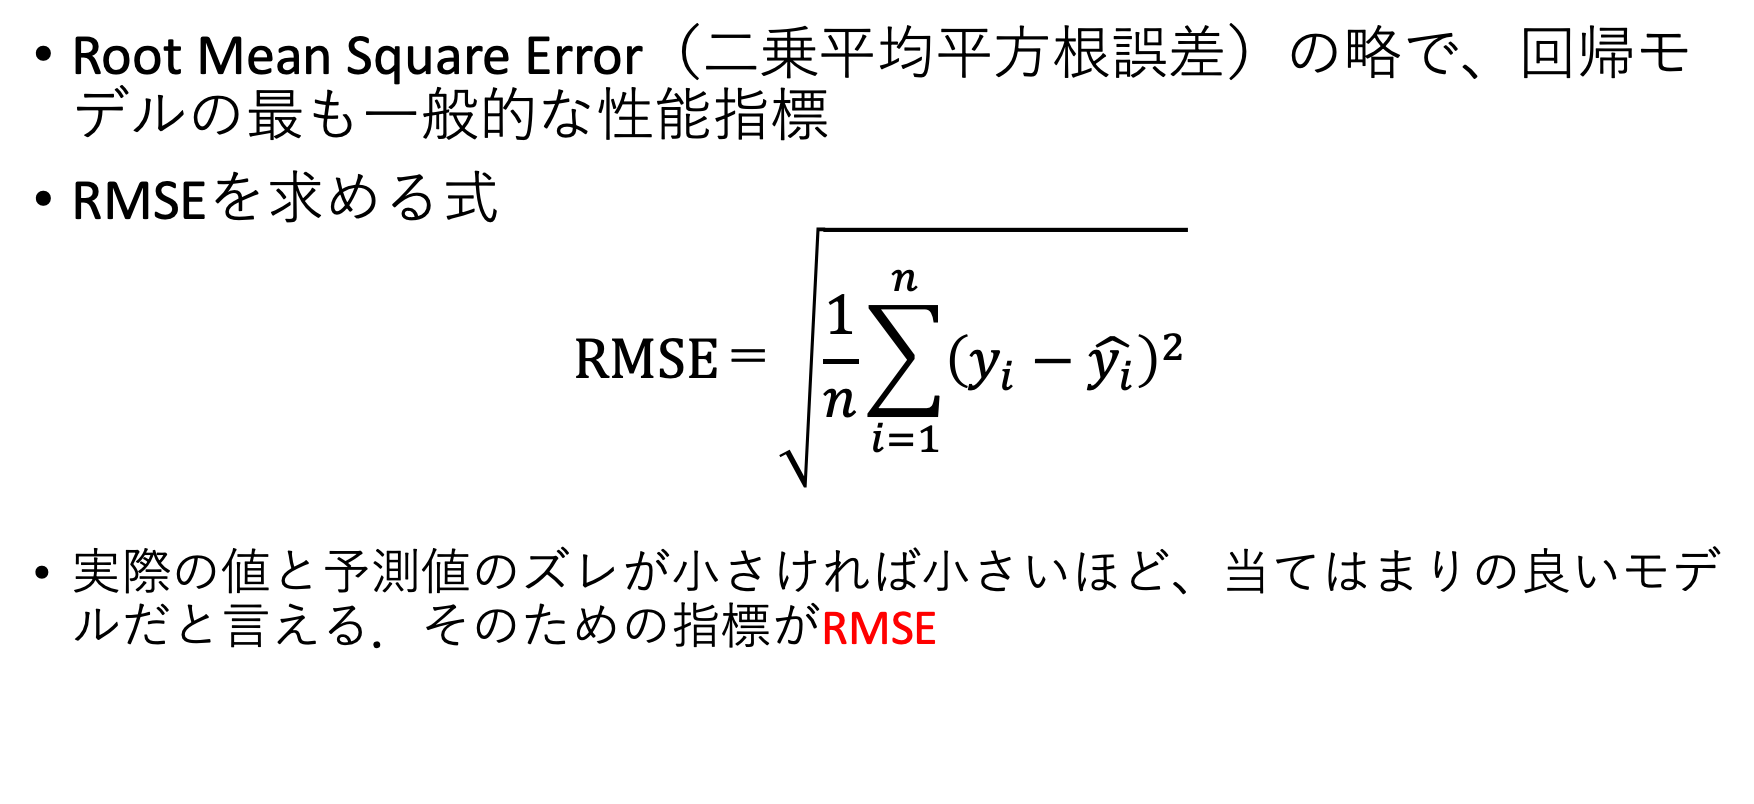 • Root Mean Square Error（二乗平均平方根誤差）の略で、回帰モ
デルの最も一般的な性能指標
• RMSEを求める式
RMSE = √(1/n ∑_{i=1}^{n} (y_i − ŷ_i)²)
• 実際の値と予測値のズレが小さければ小さいほど、当てはまりの良いモデ
ルだと言える．そのための指標がRMSE